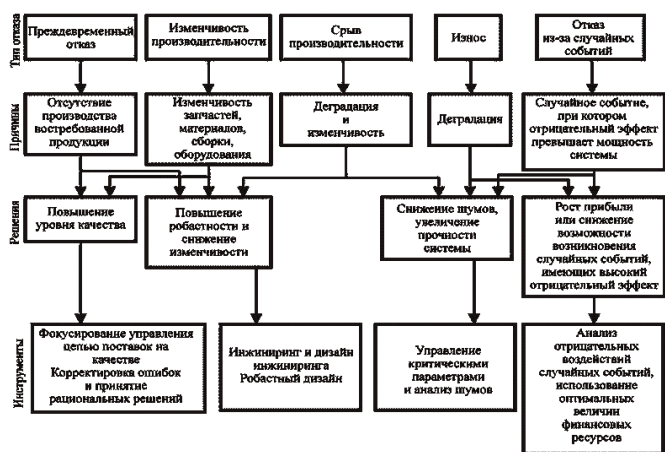 Тип отказа
Преждевременный
отказ
Изменчивость
производительности
Срыв
производительности
Износ
Отказ
из-за случайных
событий
Причины
Отсутствие
производства
востребованной
продукции
Изменчивость
запчастей,
материалов,
сборки,
оборудования
Деградация
и
изменчивость
Деградация
Случайное событие,
при котором
отрицательный эффект
превышает мощность
системы
Решения
Повышение
уровня качества
Повышение
робастности и
снижение
изменчивости
Снижение шумов,
увеличение
прочности
системы
Рост прибыли
или снижение
возможности
возникновения
случайных событий,
имеющих высокий
отрицательный эффект
Инструменты
Фокусирование управления
цепью поставок на
качестве
Корректировка ошибок
и принятие
рациональных решений
Инжиниринг и дизайн
инжиниринга
Робастный дизайн
Управление
критическими
параметрами
и анализ шумов
Анализ
отрицательных
воздействий
случайных событий,
использование
оптимальных
величин
финансовых
ресурсов